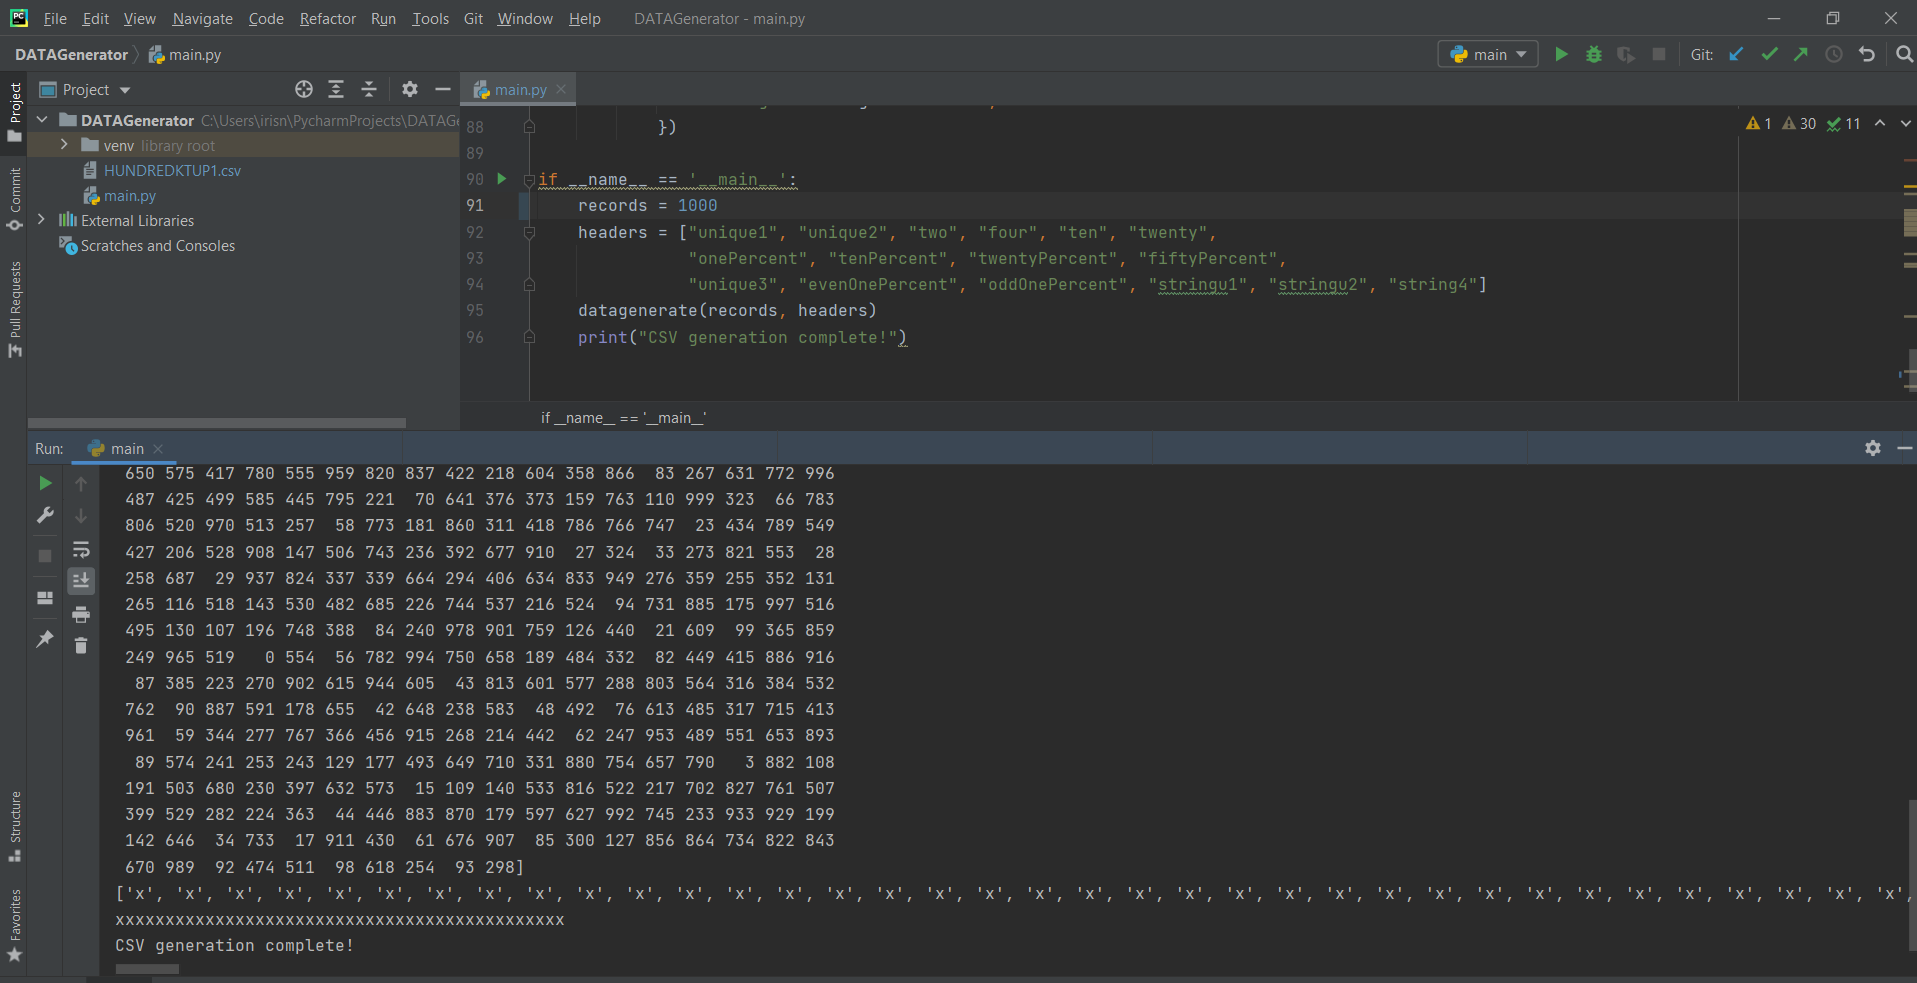 File Edit View Navigate Code Refactor Run Tools Git Window Help DATAGenerator - main.py
DATAGenerator main.py main Git:
Project
Project
Commit
Pull Requests
Structure
Favorites
DATAGenerator C:\Users\irisn\PycharmProjects\DATAGe
venv library root
HUNDREDKTUP1.csv
main.py
External Libraries
Scratches and Consoles
main.py
1 30 11
88 })
89
90 if __name__ == '__main__':
91 records = 1000
92 headers = ["unique1", "unique2", "two", "four", "ten", "twenty",
93 "onePercent", "tenPercent", "twentyPercent", "fiftyPercent",
94 "unique3", "evenOnePercent", "oddOnePercent", "stringu1", "stringu2", "string4"]
95 datagenerate(records, headers)
96 print("CSV generation complete!")
if __name__ == '__main__'
Run: main
650 575 417 780 555 959 820 837 422 218 604 358 866 83 267 631 772 996
487 425 499 585 445 795 221 70 641 376 373 159 763 110 999 323 66 783
806 520 970 513 257 58 773 181 860 311 418 786 766 747 23 434 789 549
427 206 528 908 147 506 743 236 392 677 910 27 324 33 273 821 553 28
258 687 29 937 824 337 339 664 294 406 634 833 949 276 359 255 352 131
265 116 518 143 530 482 685 226 744 537 216 524 94 731 885 175 997 516
495 130 107 196 748 388 84 240 978 901 759 126 440 21 609 99 365 859
249 965 519 0 554 56 782 994 750 658 189 484 332 82 449 415 886 916
87 385 223 270 902 615 944 605 43 813 601 577 288 803 564 316 384 532
762 90 887 591 178 655 42 648 238 583 48 492 76 613 485 317 715 413
961 59 344 277 767 366 456 915 268 214 442 62 247 953 489 551 653 893
89 574 241 253 243 129 177 493 649 710 331 880 754 657 790 3 882 108
191 503 680 230 397 632 573 15 109 140 533 816 522 217 702 827 761 507
399 529 282 224 363 44 446 883 870 179 597 627 992 745 233 933 929 199
142 646 34 733 17 911 430 61 676 907 85 300 127 856 864 734 822 843
670 989 92 474 511 98 618 254 93 298]
['x', 'x', 'x', 'x', 'x', 'x', 'x', 'x', 'x', 'x', 'x', 'x', 'x', 'x', 'x', 'x', 'x', 'x', 'x', 'x', 'x', 'x', 'x', 'x', 'x', 'x', 'x', 'x', 'x', 'x', 'x', 'x', 'x', 'x', 'x', 'x',
xxxxxxxxxxxxxxxxxxxxxxxxxxxxxxxxxxxxxxxxxxxxx
CSV generation complete!